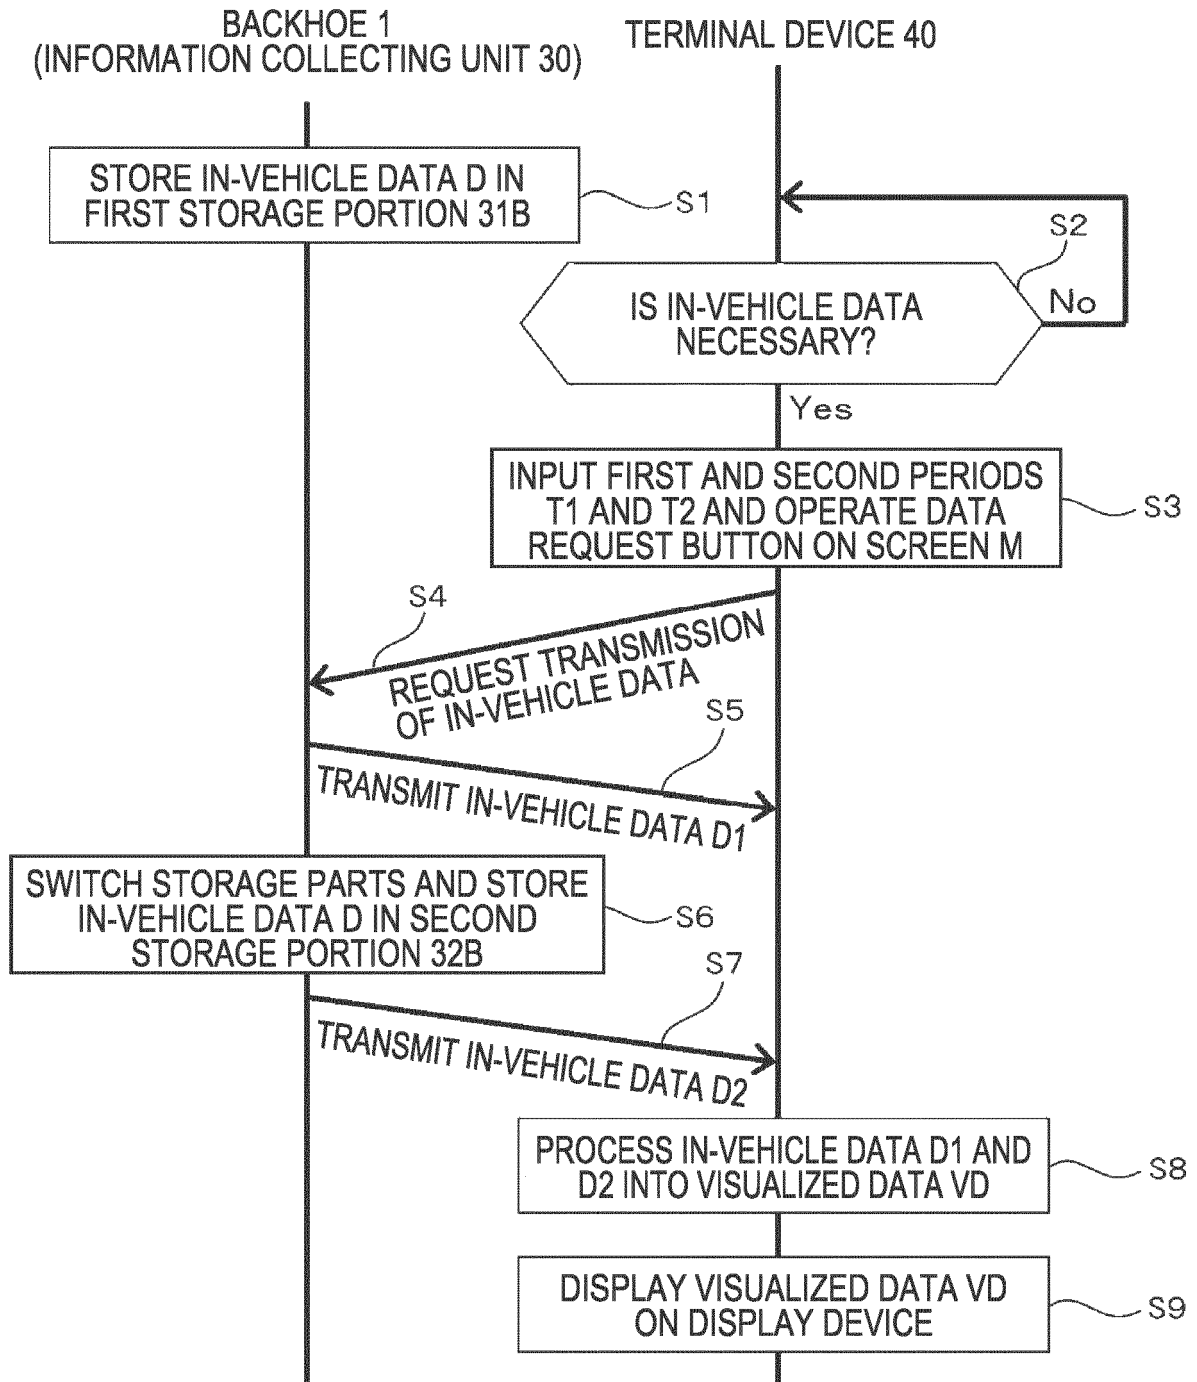 BACKHOE 1
(INFORMATION COLLECTING UNIT 30)
TERMINAL DEVICE 40
STORE IN-VEHICLE DATA D IN
FIRST STORAGE PORTION 31B
S1
S2
IS IN-VEHICLE DATA
NECESSARY?
No
Yes
INPUT FIRST AND SECOND PERIODS
T1 AND T2 AND OPERATE DATA
REQUEST BUTTON ON SCREEN M
S3
S4
REQUEST TRANSMISSION
OF IN-VEHICLE DATA
S5
TRANSMIT IN-VEHICLE DATA D1
SWITCH STORAGE PARTS AND STORE
IN-VEHICLE DATA D IN SECOND
STORAGE PORTION 32B
S6
S7
TRANSMIT IN-VEHICLE DATA D2
PROCESS IN-VEHICLE DATA D1 AND
D2 INTO VISUALIZED DATA VD
S8
DISPLAY VISUALIZED DATA VD
ON DISPLAY DEVICE
S9